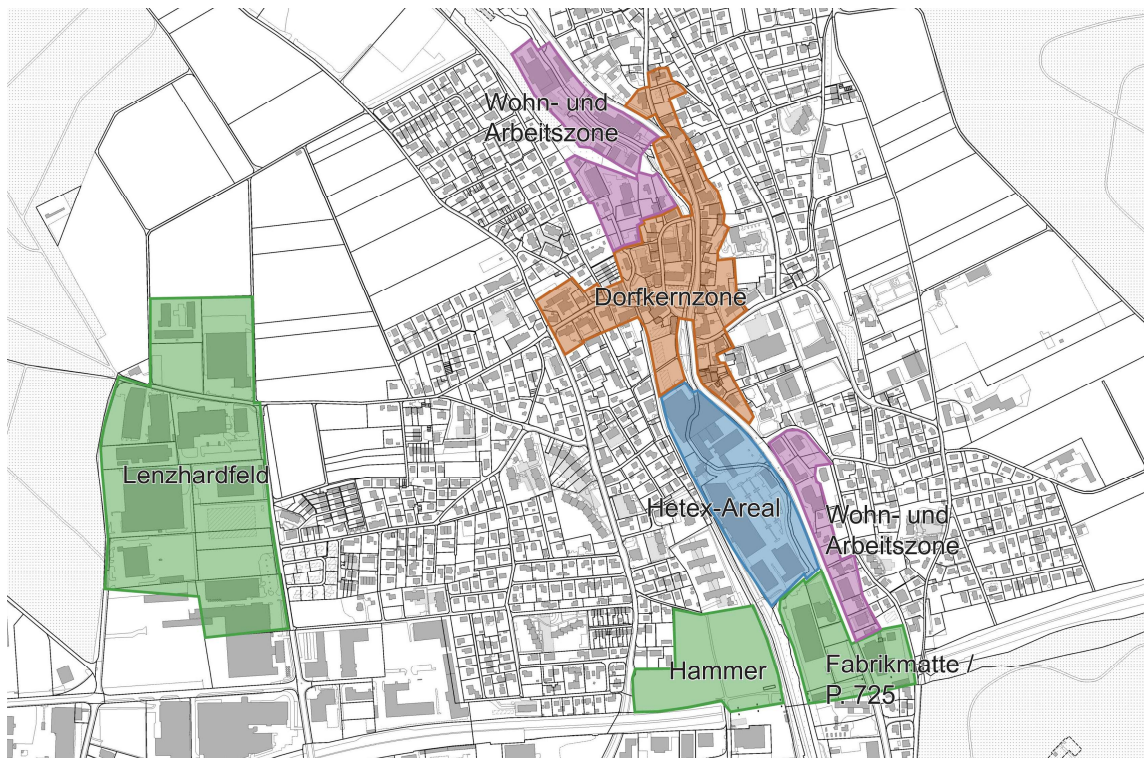 Wohn- und
Arbeitszone
Dorfkernzone
Lenzhardfeld
Hetex-Areal
Wohn- und
Arbeitszone
Hammer
Fabrikmatte /
P. 725